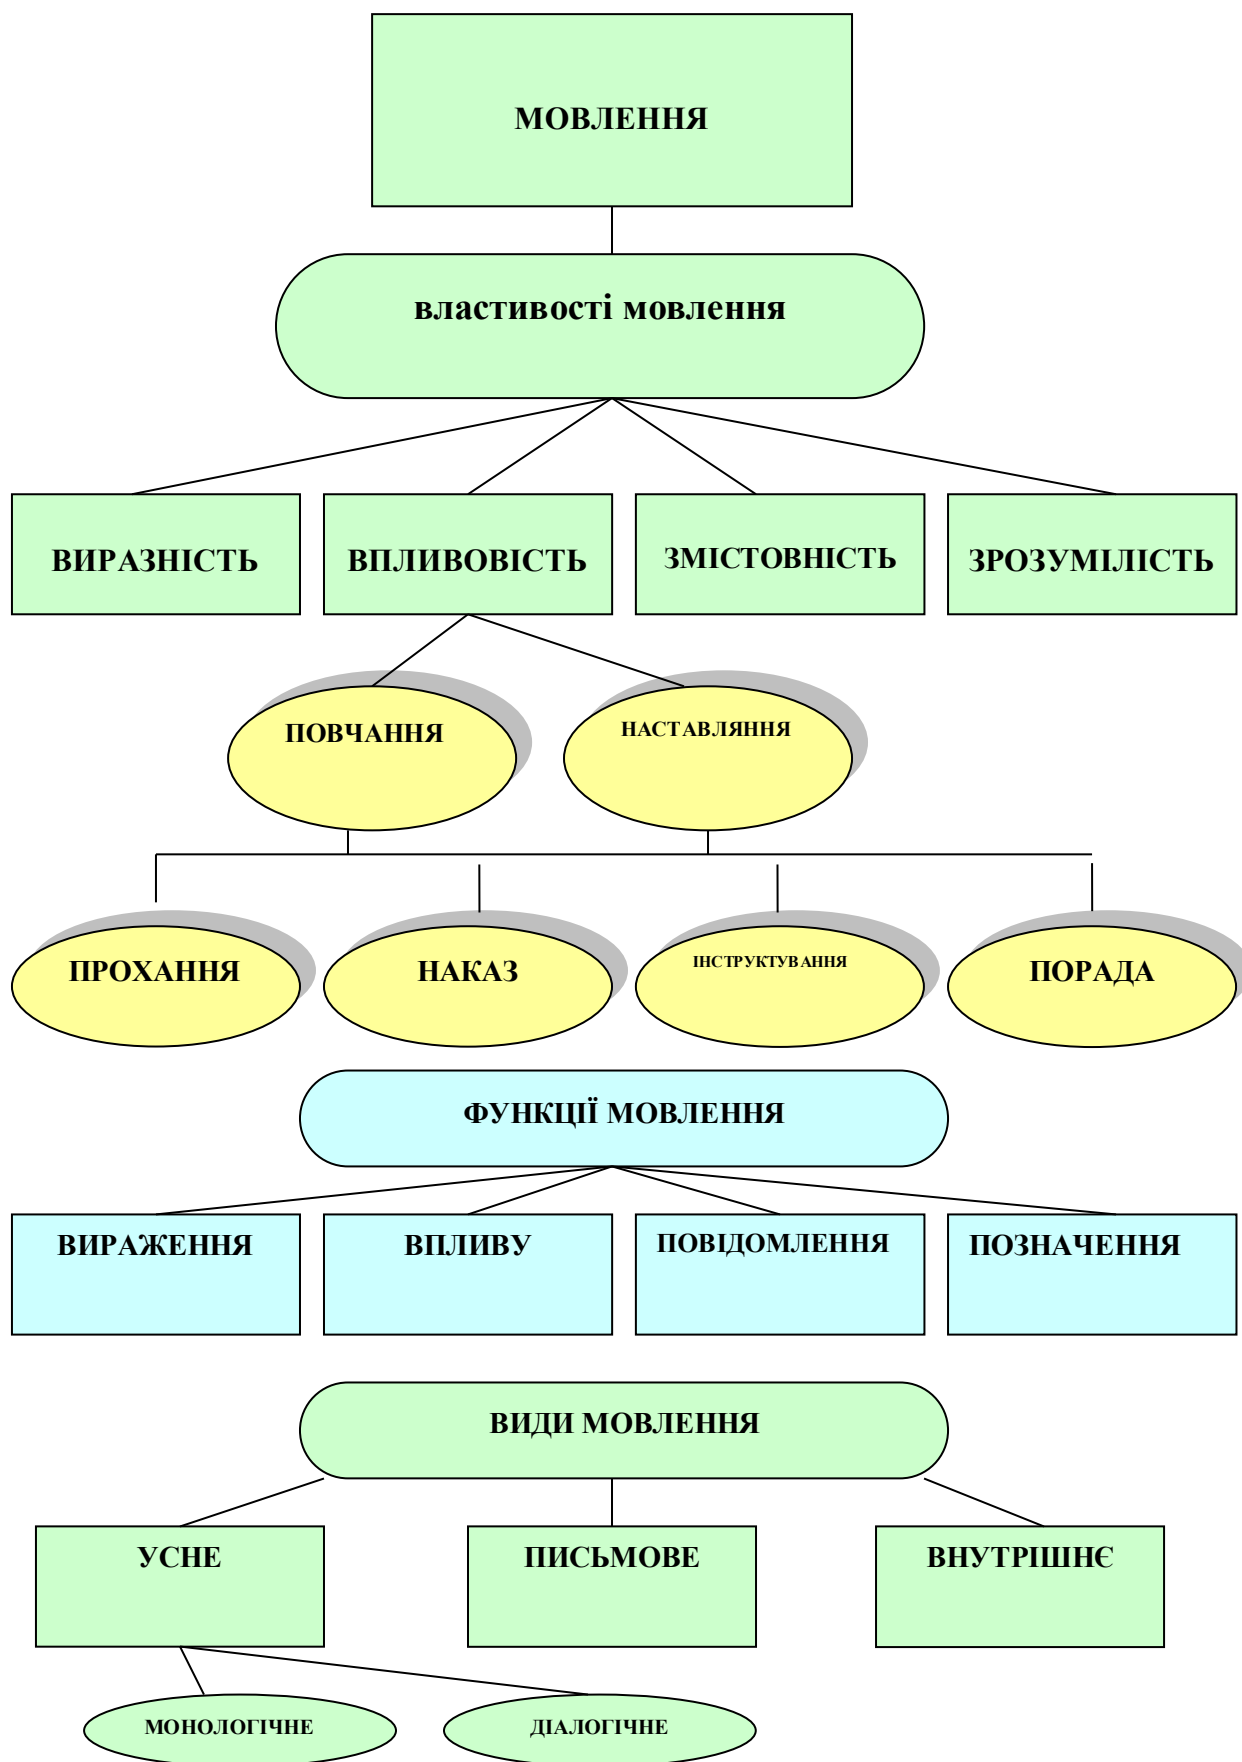 МОВЛЕННЯ
властивості мовлення
ВИРАЗНІСТЬ
ВПЛИВОВІСТЬ
ЗМІСТОВНІСТЬ
ЗРОЗУМІЛІСТЬ
ПОВЧАННЯ
НАСТАВЛЯННЯ
ПРОХАННЯ
НАКАЗ
ІНСТРУКТУВАННЯ
ПОРАДА
ФУНКЦІЇ МОВЛЕННЯ
ВИРАЖЕННЯ
ВПЛИВУ
ПОВІДОМЛЕННЯ
ПОЗНАЧЕННЯ
ВИДИ МОВЛЕННЯ
УСНЕ
ПИСЬМОВЕ
ВНУТРІШНЄ
МОНОЛОГІЧНЕ
ДІАЛОГІЧНЕ